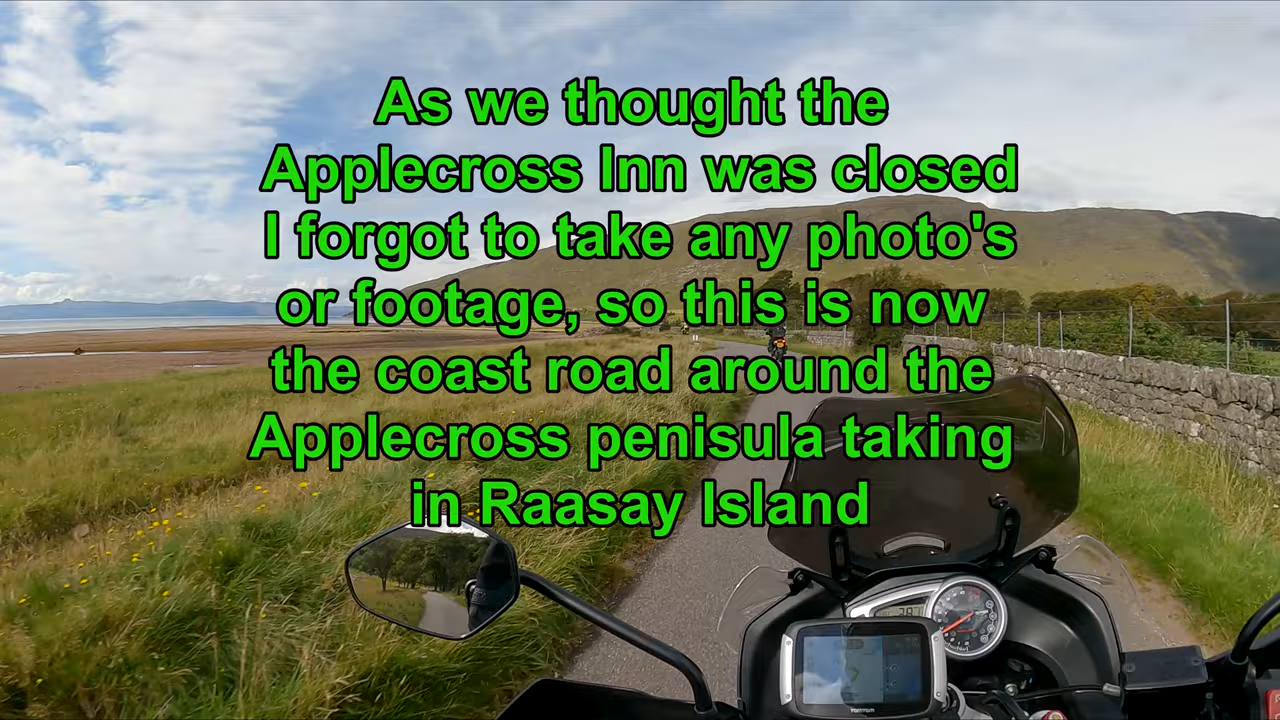 As we thought the
Applecross Inn was closed
I forgot to take any photo's
or footage, so this is now
the coast road around the
Applecross penisula taking
in Raasay Island
TOMTOM